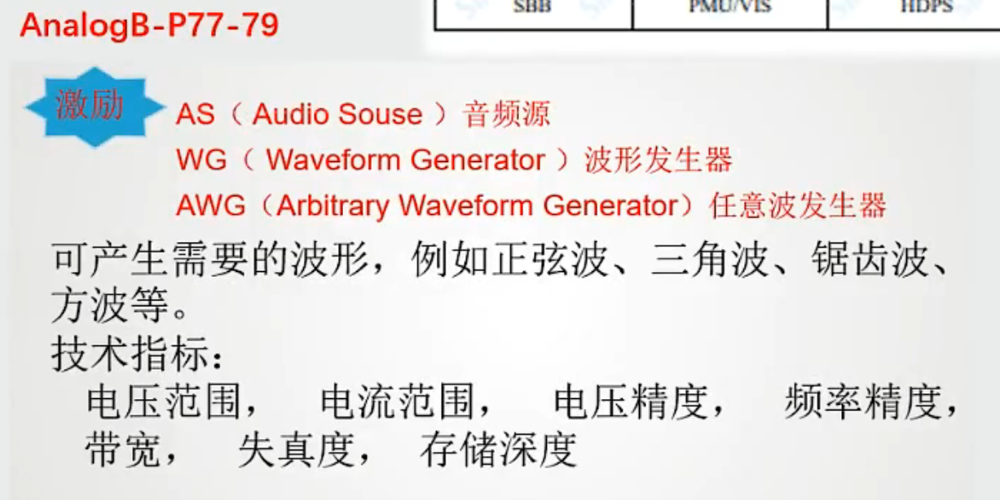 SBB PMU/VIS HDPS
AnalogB-P77-79
激励
AS（ Audio Souse ）音频源
WG（ Waveform Generator ）波形发生器
AWG（Arbitrary Waveform Generator）任意波发生器
可产生需要的波形，例如正弦波、三角波、锯齿波、
方波等。
技术指标：
电压范围， 电流范围， 电压精度， 频率精度，
带宽， 失真度， 存储深度